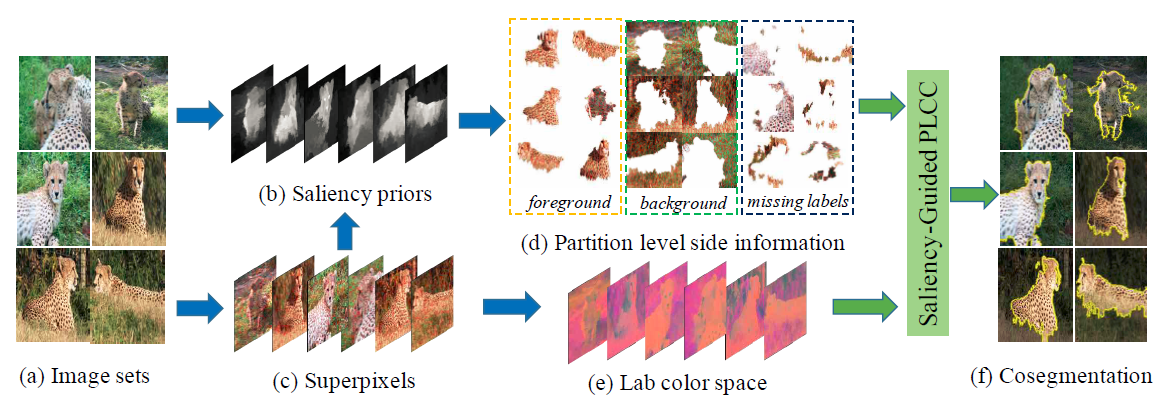 (b) Saliency priors
foreground
background
missing labels
(d) Partition level side information
Saliency-Guided PLCC
(a) Image sets
(c) Superpixels
(e) Lab color space
(f) Cosegmentation